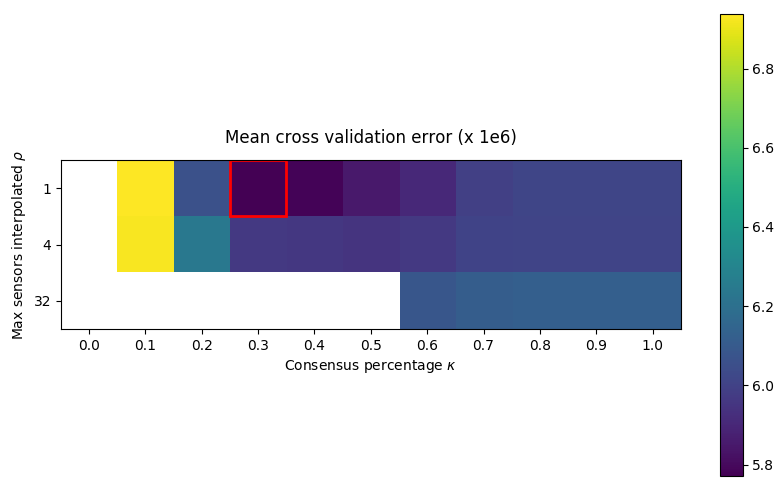 Mean cross validation error (x 1e6)
Max sensors interpolated ρ
1
4
32
0.0 0.1 0.2 0.3 0.4 0.5 0.6 0.7 0.8 0.9 1.0
Consensus percentage κ
6.8
6.6
6.4
6.2
6.0
5.8